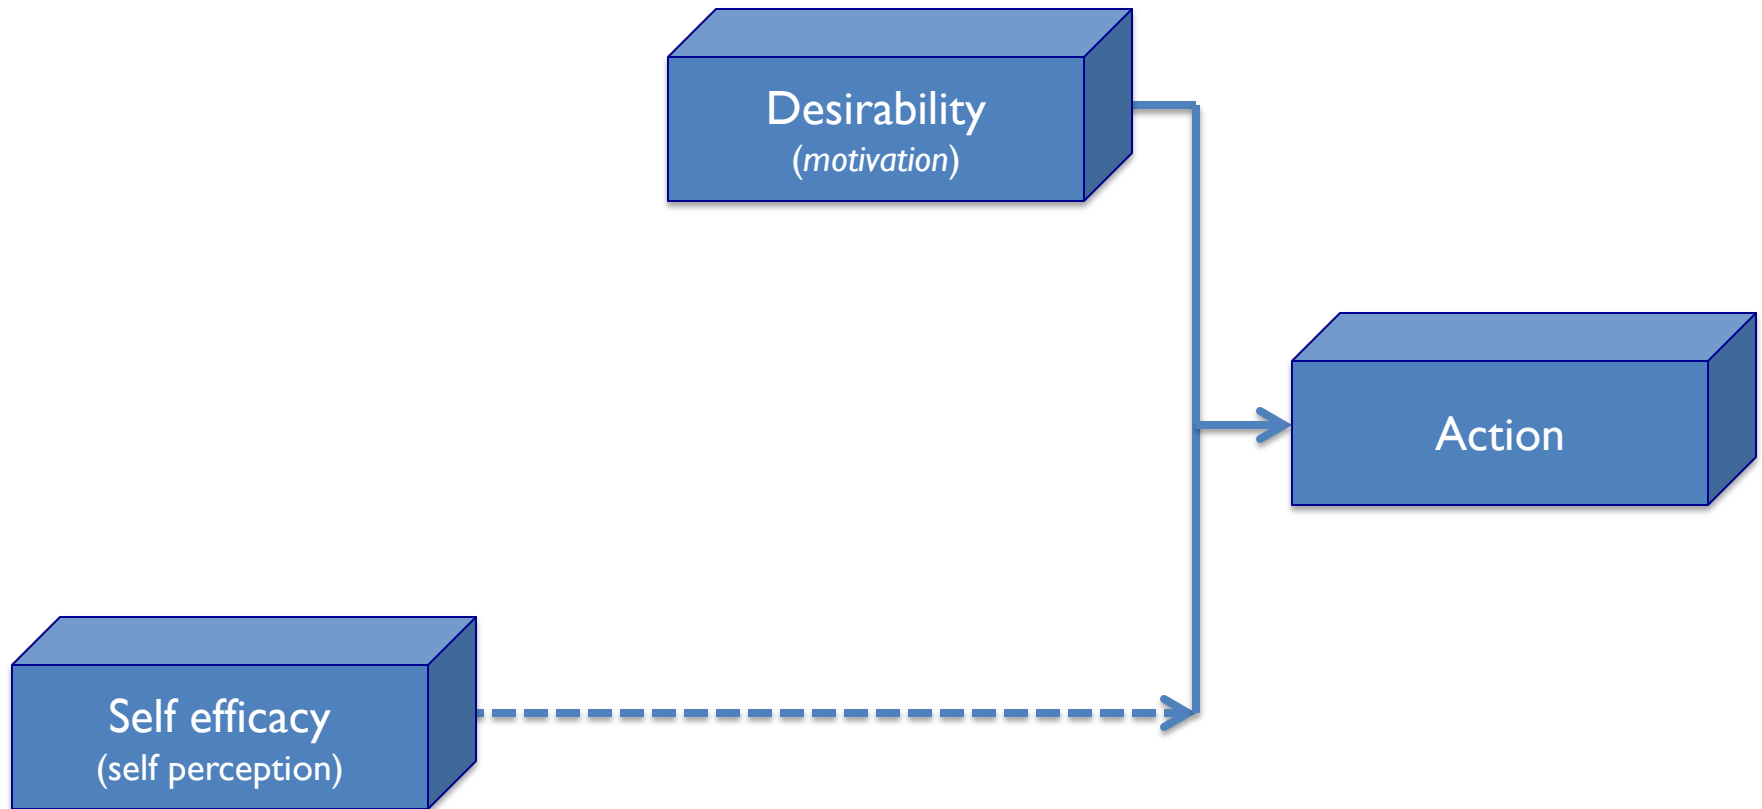 Desirability
(motivation)
Action
Self efficacy
(self perception)